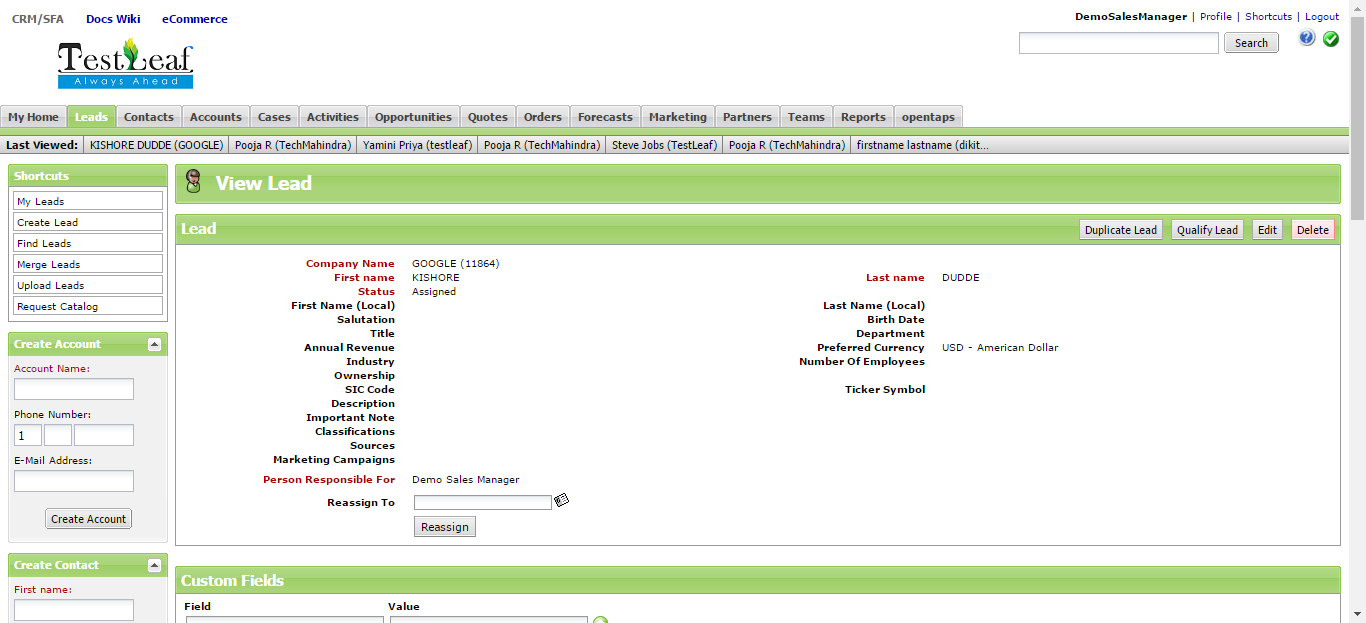 CRM/SFA Docs Wiki eCommerce
DemoSalesManager | Profile | Shortcuts | Logout
TestLeaf
Always Ahead
Search
My Home Leads Contacts Accounts Cases Activities Opportunities Quotes Orders Forecasts Marketing Partners Teams Reports opentaps
Last Viewed: KISHORE DUDDE (GOOGLE) Pooja R (TechMahindra) Yamini Priya (testleaf) Pooja R (TechMahindra) Steve Jobs (TestLeaf) Pooja R (TechMahindra) firstname lastname (dikit...
Shortcuts
My Leads
Create Lead
Find Leads
Merge Leads
Upload Leads
Request Catalog
Create Account
Account Name:
Phone Number:
1
E-Mail Address:
Create Account
Create Contact
First name:
View Lead
Lead Duplicate Lead Qualify Lead Edit Delete
Company Name GOOGLE (11864)
First name KISHORE Last name DUDDE
Status Assigned
First Name (Local) Last Name (Local)
Salutation Birth Date
Title Department
Annual Revenue Preferred Currency USD - American Dollar
Industry Number Of Employees
Ownership
SIC Code Ticker Symbol
Description
Important Note
Classifications
Sources
Marketing Campaigns
Person Responsible For Demo Sales Manager
Reassign To
Reassign
Custom Fields
Field Value